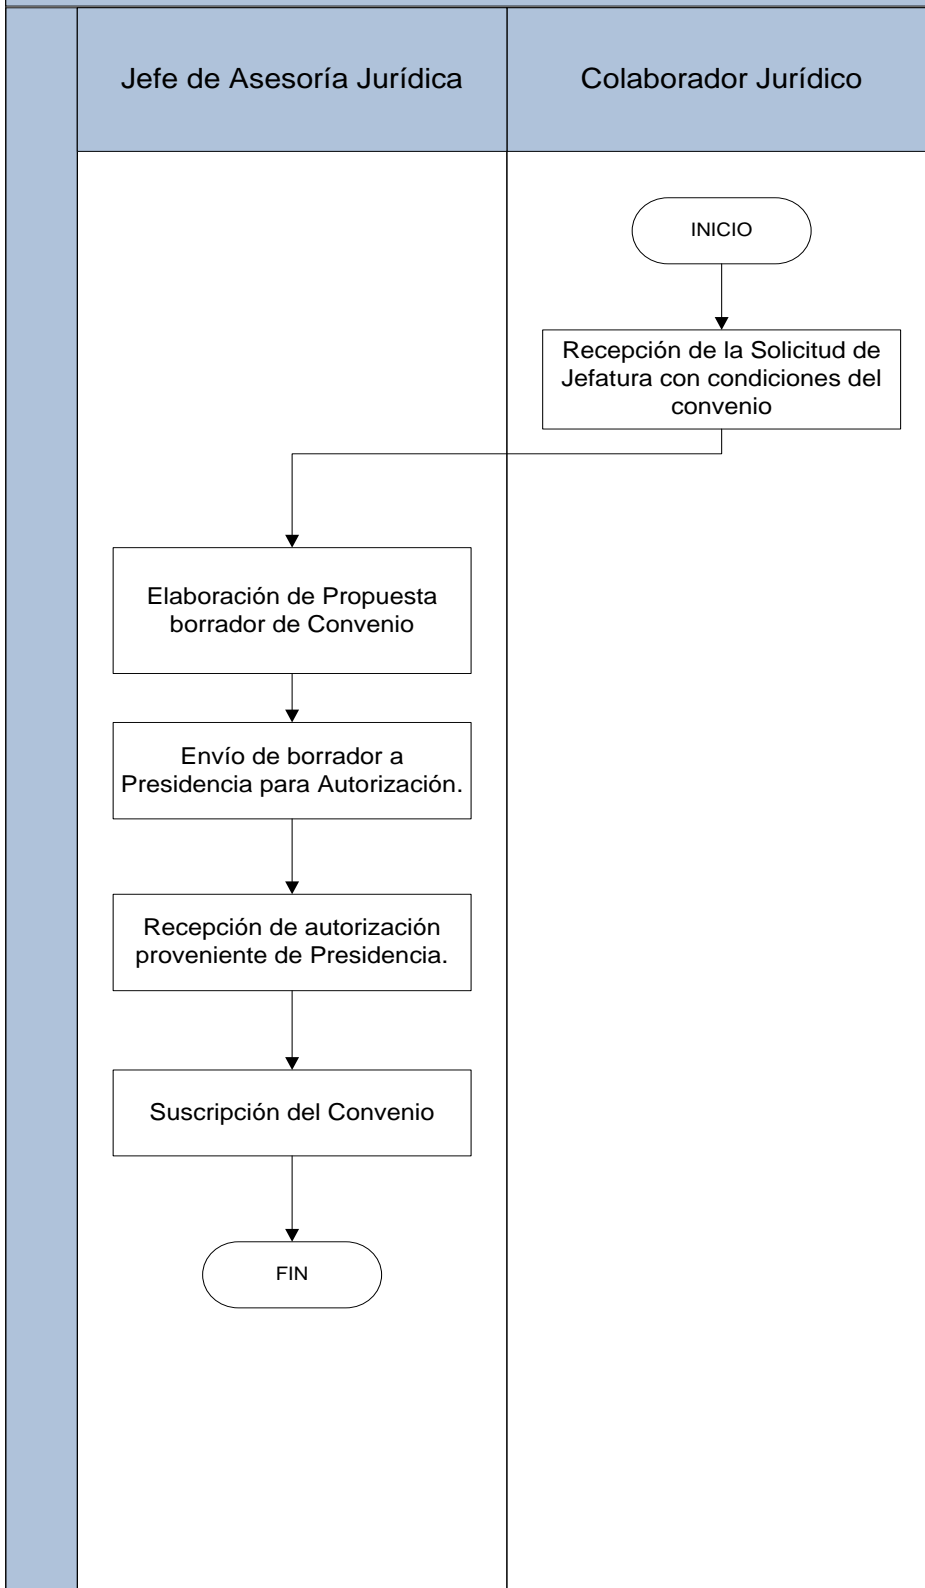 Jefe de Asesoría Jurídica
Colaborador Jurídico
INICIO
Recepción de la Solicitud de
Jefatura con condiciones del
convenio
Elaboración de Propuesta
borrador de Convenio
Envío de borrador a
Presidencia para Autorización.
Recepción de autorización
proveniente de Presidencia.
Suscripción del Convenio
FIN